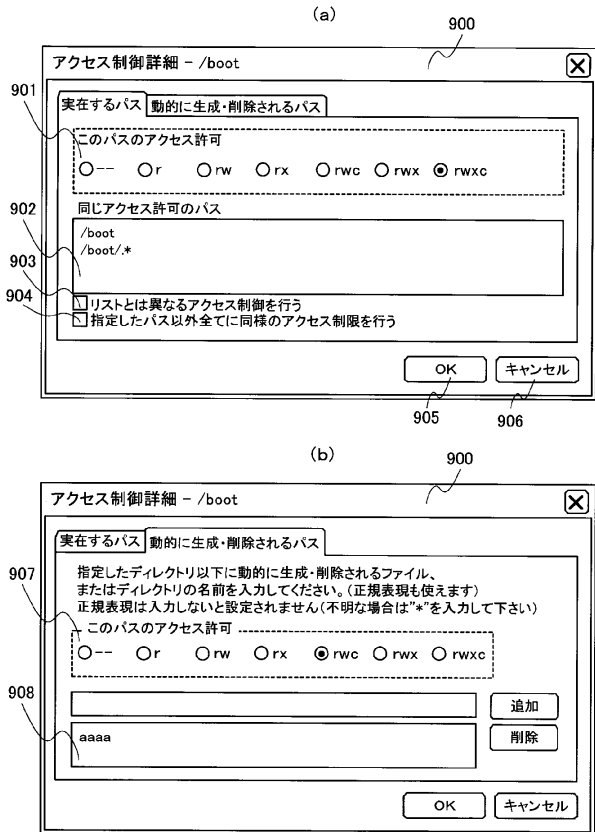 (a)
900
アクセス制御詳細 - /boot
901
実在するパス 動的に生成・削除されるパス
このパスのアクセス許可
-- r rw rx rwc rwx rwxc
902
同じアクセス許可のパス
/boot
/boot/.*
903
904
リストとは異なるアクセス制御を行う
指定したパス以外全てに同様のアクセス制限を行う
OK キャンセル
905 906
(b)
900
アクセス制御詳細 - /boot
実在するパス 動的に生成・削除されるパス
907
指定したディレクトリ以下に動的に生成・削除されるファイル、
またはディレクトリの名前を入力してください。(正規表現も使えます)
正規表現は入力しないと設定されません(不明な場合は"*"を入力して下さい)
このパスのアクセス許可
-- r rw rx rwc rwx rwxc
908
追加
aaaa
削除
OK キャンセル